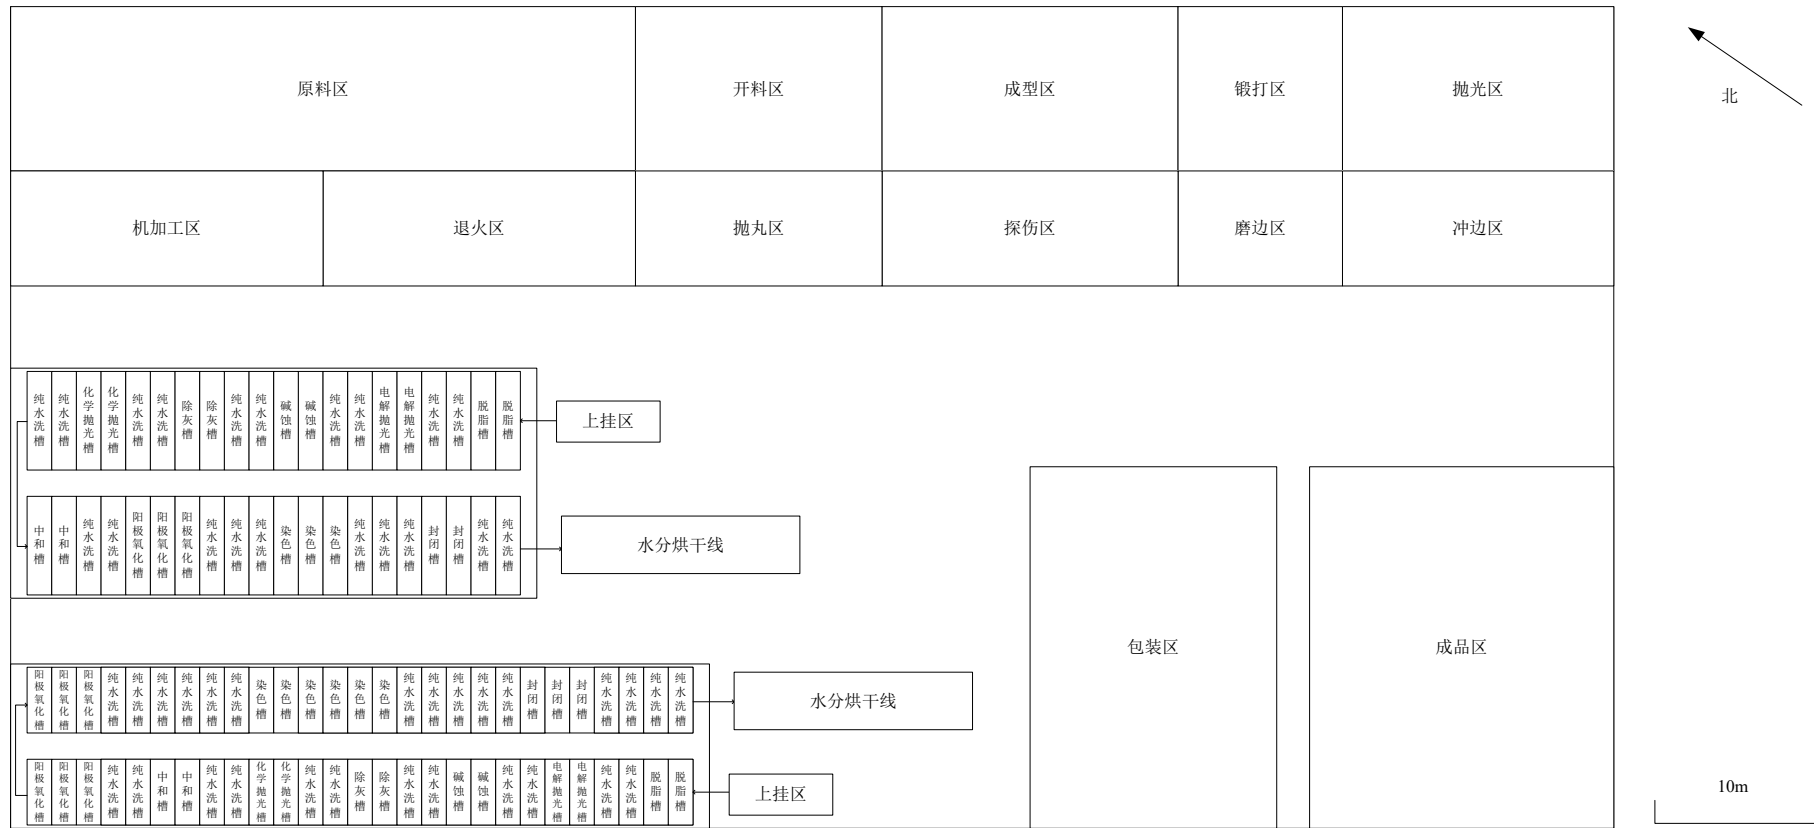 原料区
开料区
成型区
锻打区
抛光区
北
机加工区
退火区
抛丸区
探伤区
磨边区
冲边区
纯水洗槽
纯水洗槽
化学抛光槽
化学抛光槽
纯水洗槽
纯水洗槽
除灰槽
除灰槽
纯水洗槽
纯水洗槽
碱蚀槽
碱蚀槽
纯水洗槽
纯水洗槽
电解抛光槽
电解抛光槽
纯水洗槽
纯水洗槽
脱脂槽
脱脂槽
上挂区
中和槽
中和槽
纯水洗槽
纯水洗槽
阳极氧化槽
阳极氧化槽
阳极氧化槽
纯水洗槽
纯水洗槽
纯水洗槽
染色槽
染色槽
染色槽
纯水洗槽
纯水洗槽
纯水洗槽
封闭槽
封闭槽
纯水洗槽
纯水洗槽
水分烘干线
包装区
成品区
阳极氧化槽
阳极氧化槽
阳极氧化槽
纯水洗槽
纯水洗槽
纯水洗槽
纯水洗槽
纯水洗槽
纯水洗槽
染色槽
染色槽
染色槽
染色槽
染色槽
染色槽
纯水洗槽
纯水洗槽
纯水洗槽
纯水洗槽
纯水洗槽
封闭槽
封闭槽
封闭槽
纯水洗槽
纯水洗槽
纯水洗槽
纯水洗槽
水分烘干线
阳极氧化槽
阳极氧化槽
阳极氧化槽
纯水洗槽
纯水洗槽
中和槽
中和槽
纯水洗槽
纯水洗槽
化学抛光槽
化学抛光槽
纯水洗槽
纯水洗槽
除灰槽
除灰槽
纯水洗槽
纯水洗槽
碱蚀槽
碱蚀槽
纯水洗槽
纯水洗槽
电解抛光槽
电解抛光槽
纯水洗槽
纯水洗槽
脱脂槽
脱脂槽
上挂区
10m